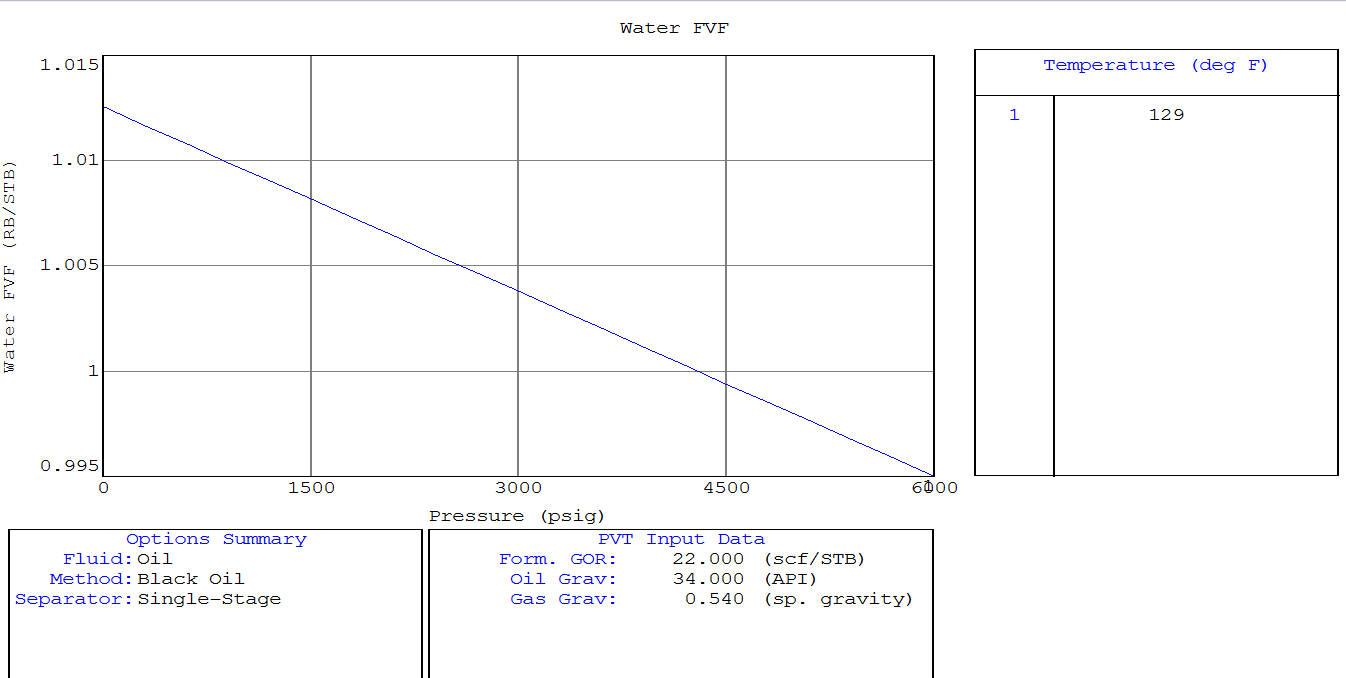 Water FVF
1.015
1.01
1.005
1
0.995
Water FVF (RB/STB)
0 1500 3000 4500 6000
1
Pressure (psig)
Temperature (deg F)
1 129
Options Summary
Fluid: Oil
Method: Black Oil
Separator: Single-Stage
PVT Input Data
Form. GOR: 22.000 (scf/STB)
Oil Grav: 34.000 (API)
Gas Grav: 0.540 (sp. gravity)